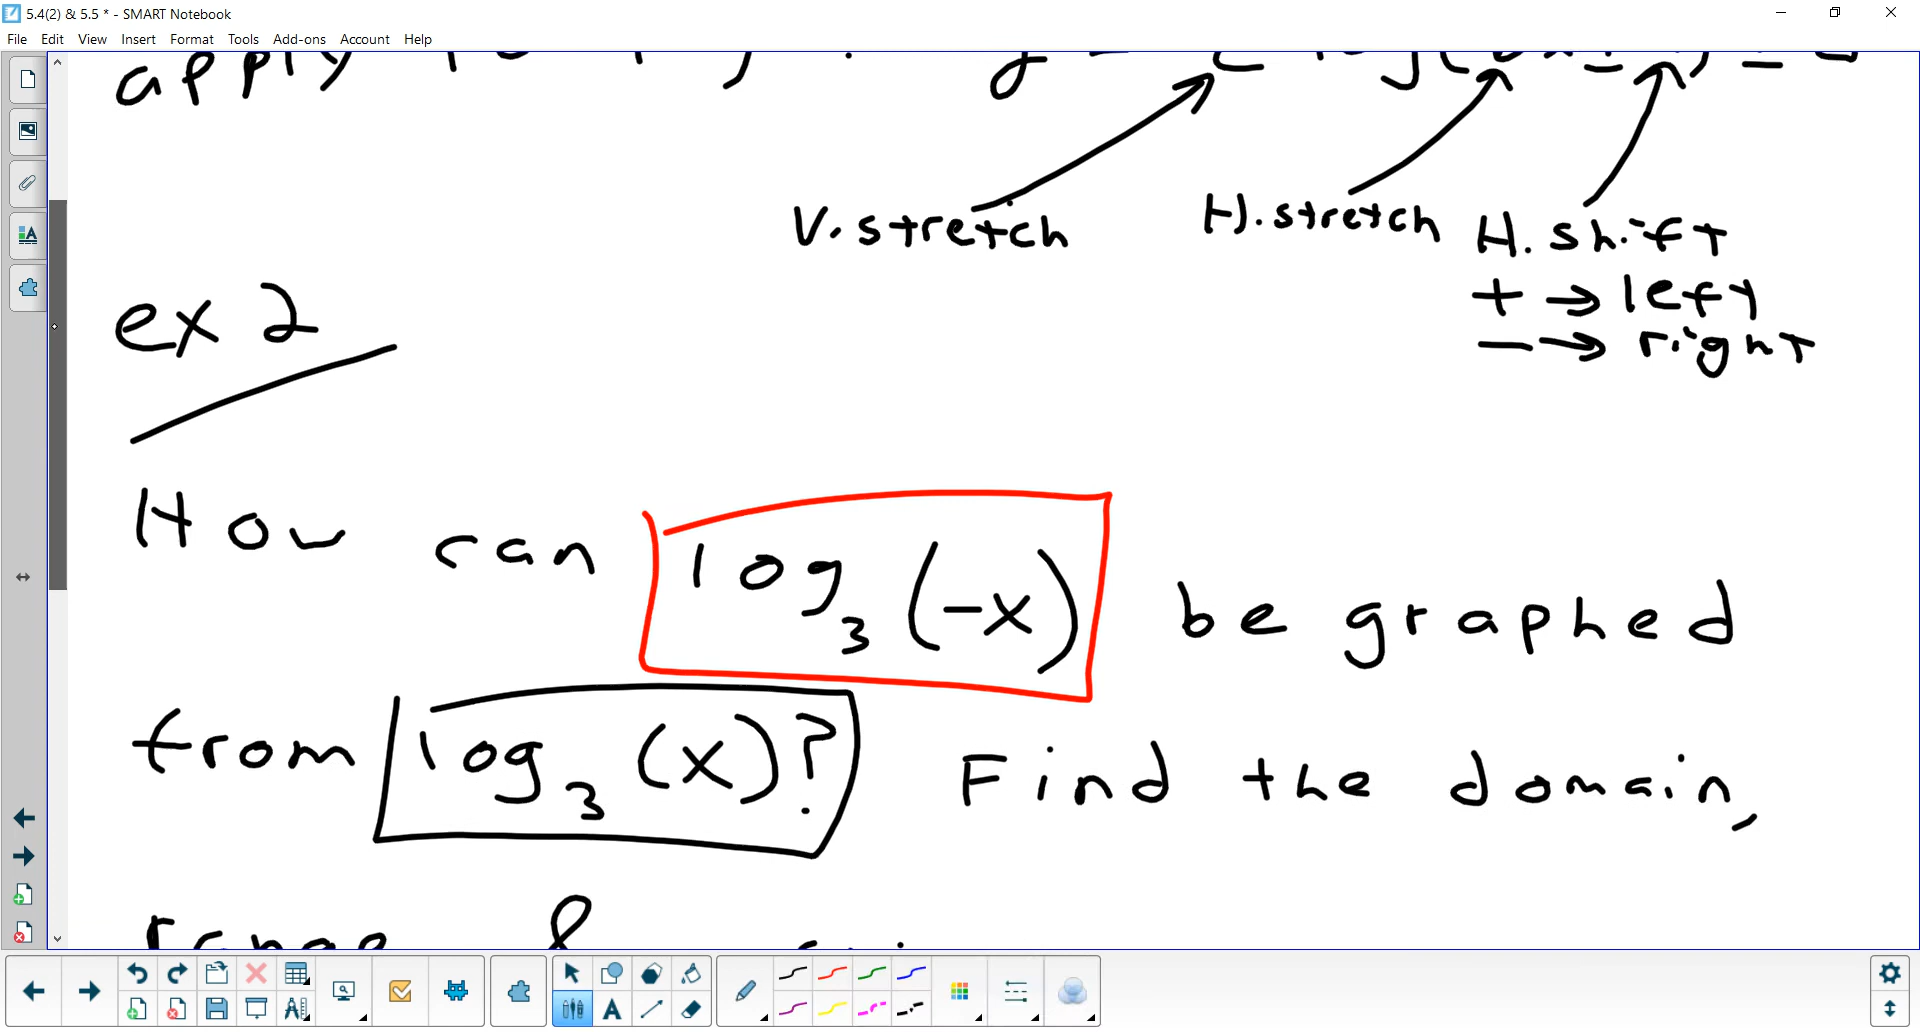 5.4(2) & 5.5 * - SMART Notebook
File Edit View Insert Format Tools Add-ons Account Help
apply
V. stretch H. stretch H. shift
+ → left
− → right
ex 2
How can log₃(-x) be graphed
from log₃(x)? Find the domain,
range &